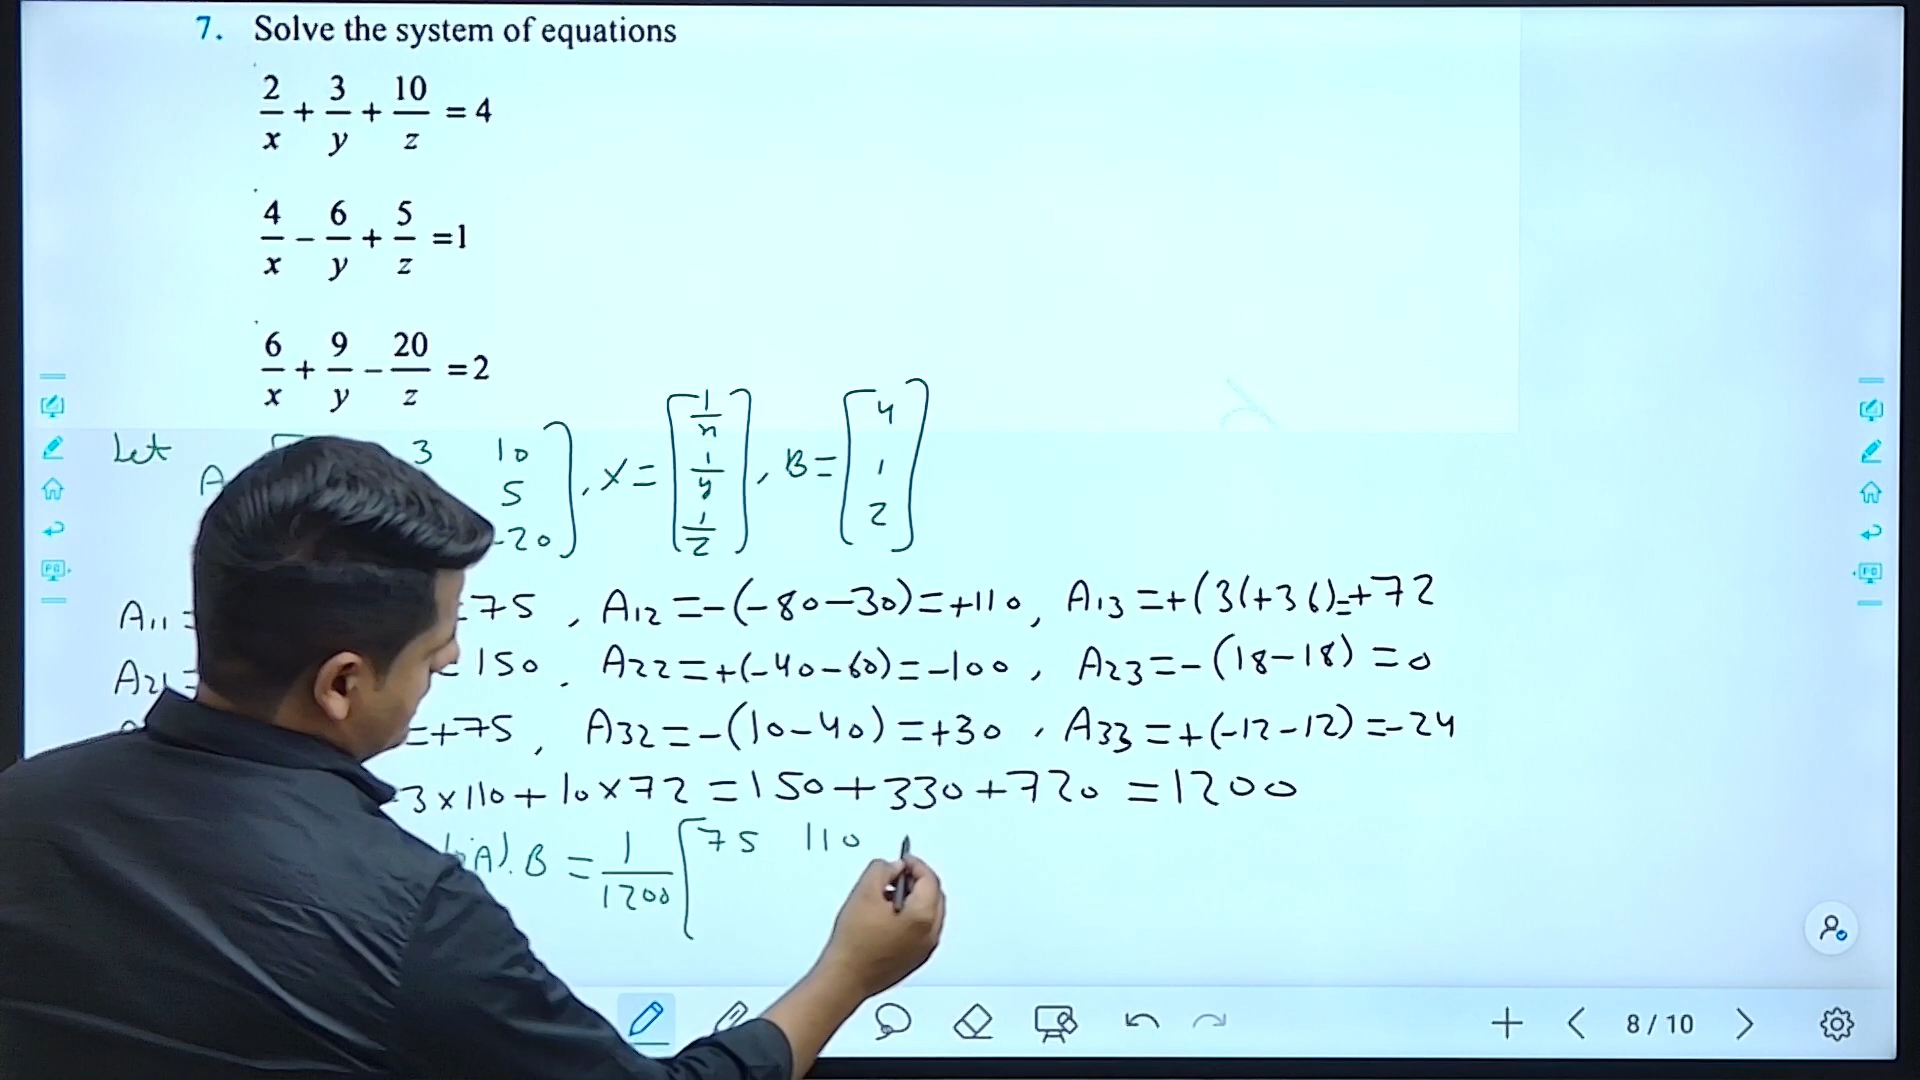 7. Solve the system of equations
2/x + 3/y + 10/z = 4
4/x - 6/y + 5/z =1
6/x + 9/y - 20/z =2
Let A 3 10 5 -20 , X = [1/x 1/y 1/z] , B = [4 1 2]
A11 = =75 , A12 = -(-80-30) = +110, A13 = +(36+36)=+72
A21 = =150 . A22 = +(-40-60) = -100 , A23 = -(18-18) = 0
=+75 , A32 = -(10-40) = +30 , A33 = +(-12-12) = -24
3×110+10×72 = 150+330+720 = 1200
A).B = 1/1200 [75 110
8 / 10